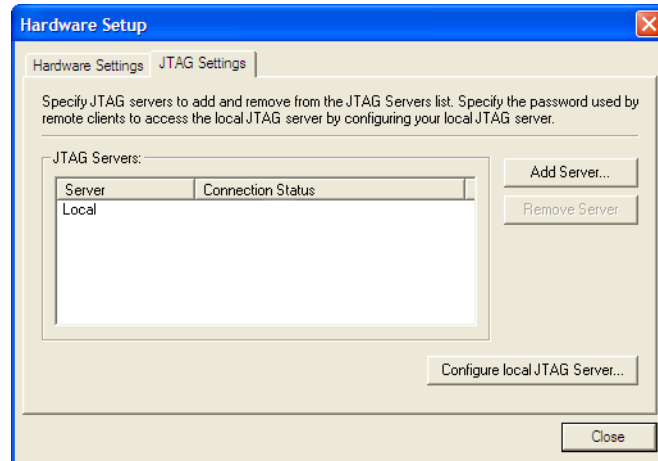 Hardware Setup
Hardware Settings JTAG Settings
Specify JTAG servers to add and remove from the JTAG Servers list. Specify the password used by
remote clients to access the local JTAG server by configuring your local JTAG server.
JTAG Servers:
Server Connection Status
Local
Add Server...
Remove Server
Configure local JTAG Server...
Close